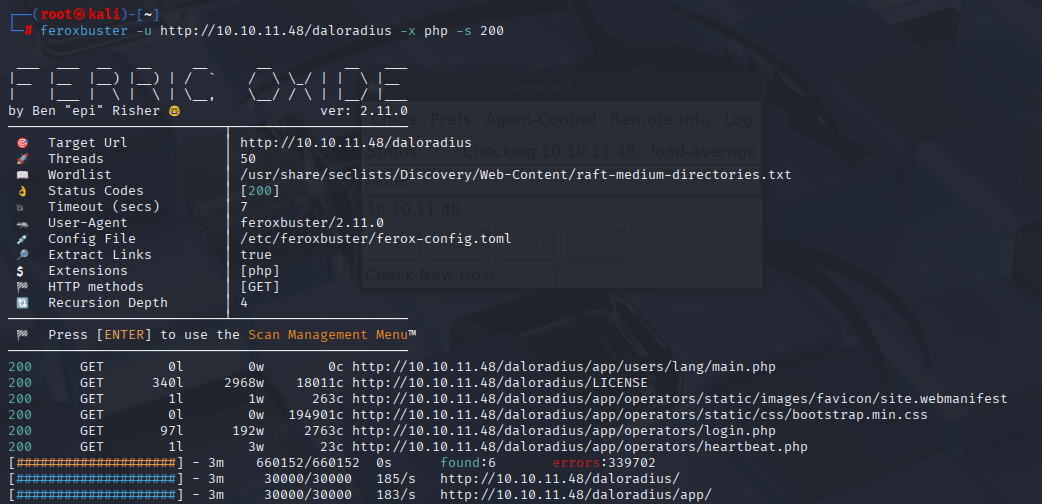 ┌──(root㉿kali)-[~]
└─# feroxbuster -u http://10.10.11.48/daloradius -x php -s 200
FERRIC OXIDE
by Ben "epi" Risher 🤓 ver: 2.11.0
🎯 Target Url │ http://10.10.11.48/daloradius
🚀 Threads │ 50
📖 Wordlist │ /usr/share/seclists/Discovery/Web-Content/raft-medium-directories.txt
👌 Status Codes │ [200]
💥 Timeout (secs) │ 7
🦡 User-Agent │ feroxbuster/2.11.0
💉 Config File │ /etc/feroxbuster/ferox-config.toml
🔎 Extract Links │ true
💲 Extensions │ [php]
🏁 HTTP methods │ [GET]
🔃 Recursion Depth │ 4
🏁 Press [ENTER] to use the Scan Management Menu™
200 GET 0l 0w 0c http://10.10.11.48/daloradius/app/users/lang/main.php
200 GET 340l 2968w 18011c http://10.10.11.48/daloradius/LICENSE
200 GET 1l 1w 263c http://10.10.11.48/daloradius/app/operators/static/images/favicon/site.webmanifest
200 GET 0l 0w 194901c http://10.10.11.48/daloradius/app/operators/static/css/bootstrap.min.css
200 GET 97l 192w 2763c http://10.10.11.48/daloradius/app/operators/login.php
200 GET 1l 3w 23c http://10.10.11.48/daloradius/app/operators/heartbeat.php
[####################] - 3m 660152/660152 0s found:6 errors:339702
[####################] - 3m 30000/30000 185/s http://10.10.11.48/daloradius/
[####################] - 3m 30000/30000 183/s http://10.10.11.48/daloradius/app/
Prefs Agent-Control Remote-Info Log
Status: Checking 10.10.11.48: load-average
10.10.11.48
Check New Host: